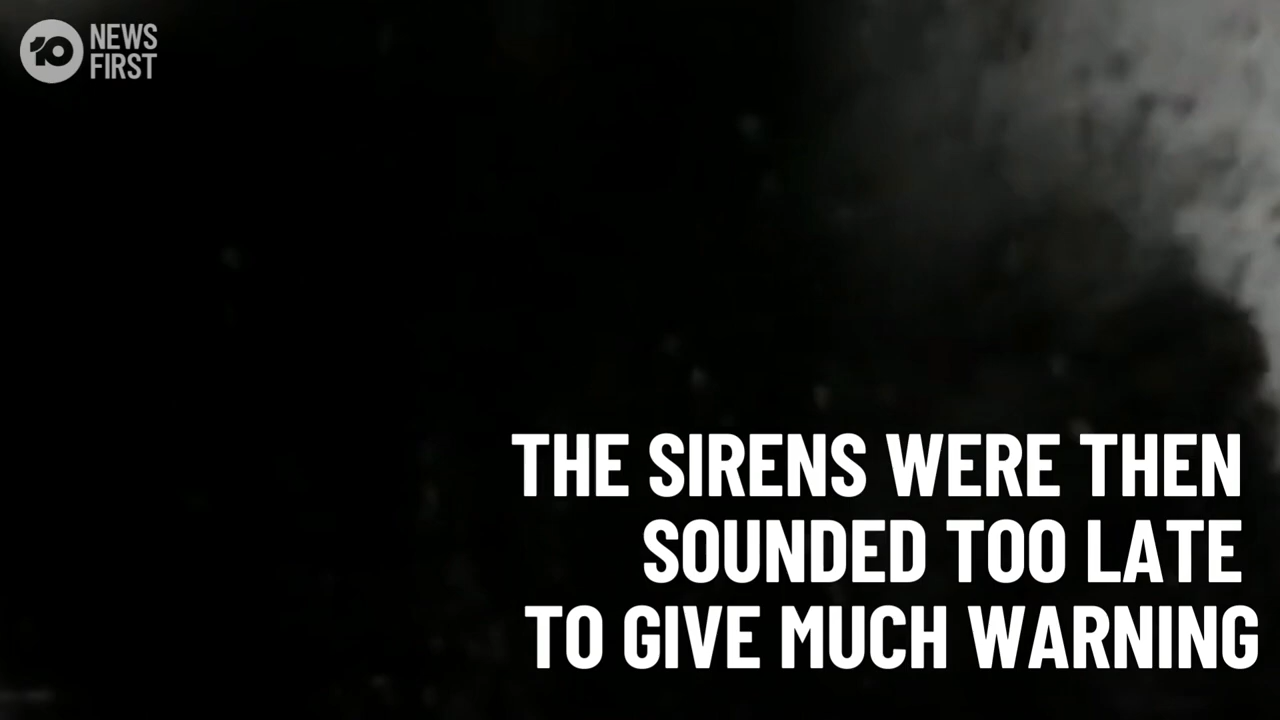 10 NEWS
FIRST
THE SIRENS WERE THEN
SOUNDED TOO LATE
TO GIVE MUCH WARNING